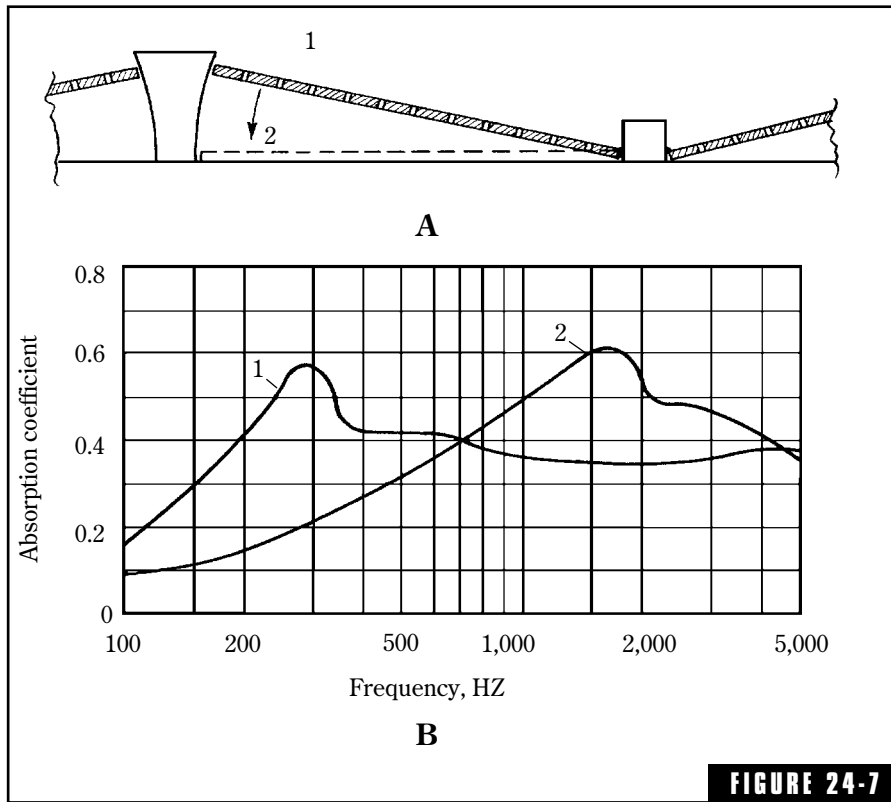 1
2
A
0.8
0.6
0.4
0.2
0
Absorption coefficient
1
2
100 200 500 1,000 2,000 5,000
Frequency, HZ
B
FIGURE 24-7